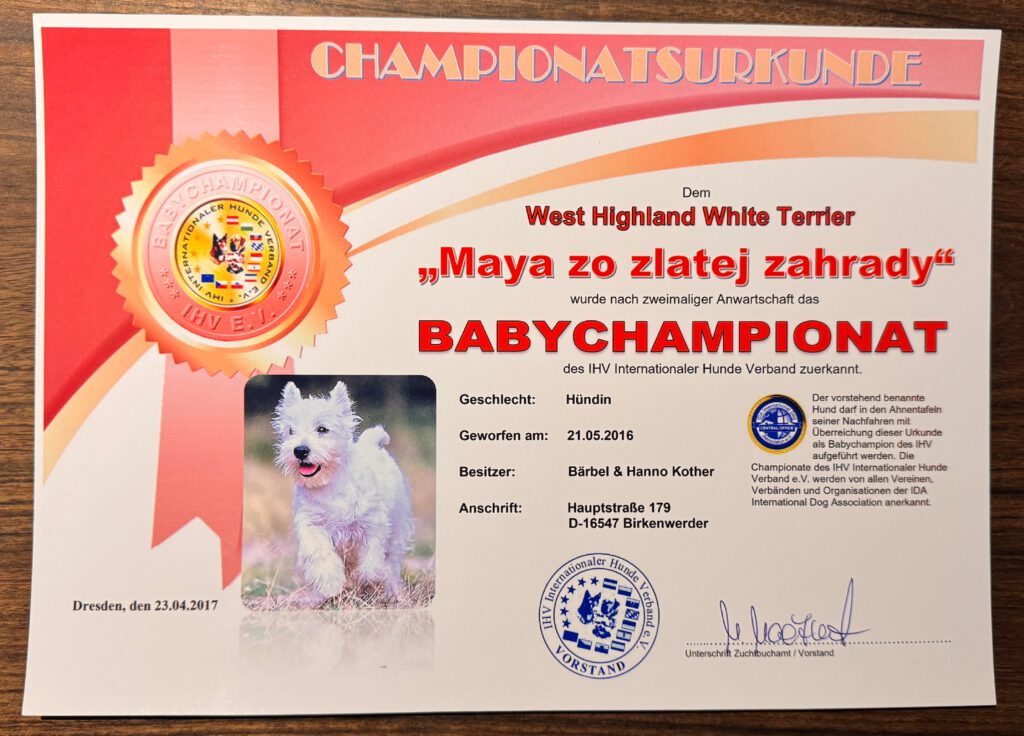 CHAMPIONATSURKUNDE
BABYCHAMPIONAT
INTERNATIONALER HUNDE VERBAND E.V. * IHV *
IHV E.V.
Dem
West Highland White Terrier
„Maya zo zlatej zahrady“
wurde nach zweimaliger Anwartschaft das
BABYCHAMPIONAT
des IHV Internationaler Hunde Verband zuerkannt.
Geschlecht: Hündin
Geworfen am: 21.05.2016
Besitzer: Bärbel & Hanno Kother
Anschrift: Hauptstraße 179
D-16547 Birkenwerder
CENTRAL OFFICE
Der vorstehend benannte
Hund darf in den Ahnentafeln
seiner Nachfahren mit
Überreichung dieser Urkunde
als Babychampion des IHV
aufgeführt werden. Die
Championate des IHV Internationaler Hunde
Verband e.V. werden von allen Vereinen,
Verbänden und Organisationen der IDA
International Dog Association anerkannt.
Dresden, den 23.04.2017
IHV Internationaler Hunde Verband e.V.
VORSTAND
Unterschrift Zuchtbuchamt / Vorstand